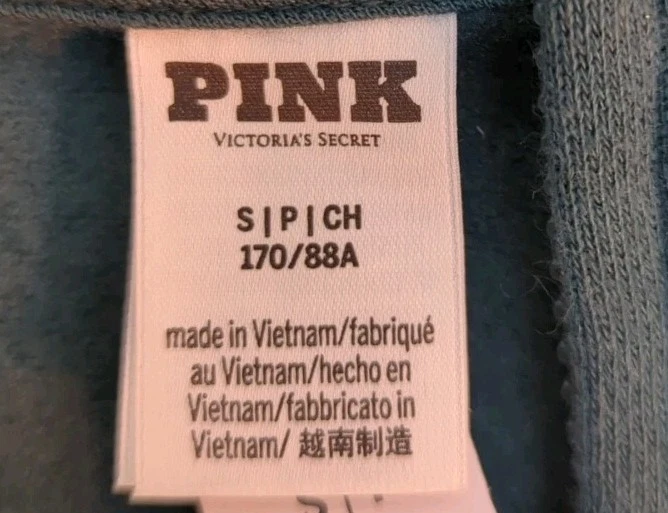 PINK
VICTORIA'S SECRET
S | P | CH
170/88A
made in Vietnam/fabriqué
au Vietnam/hecho en
Vietnam/fabbricato in
Vietnam/ 越南制造